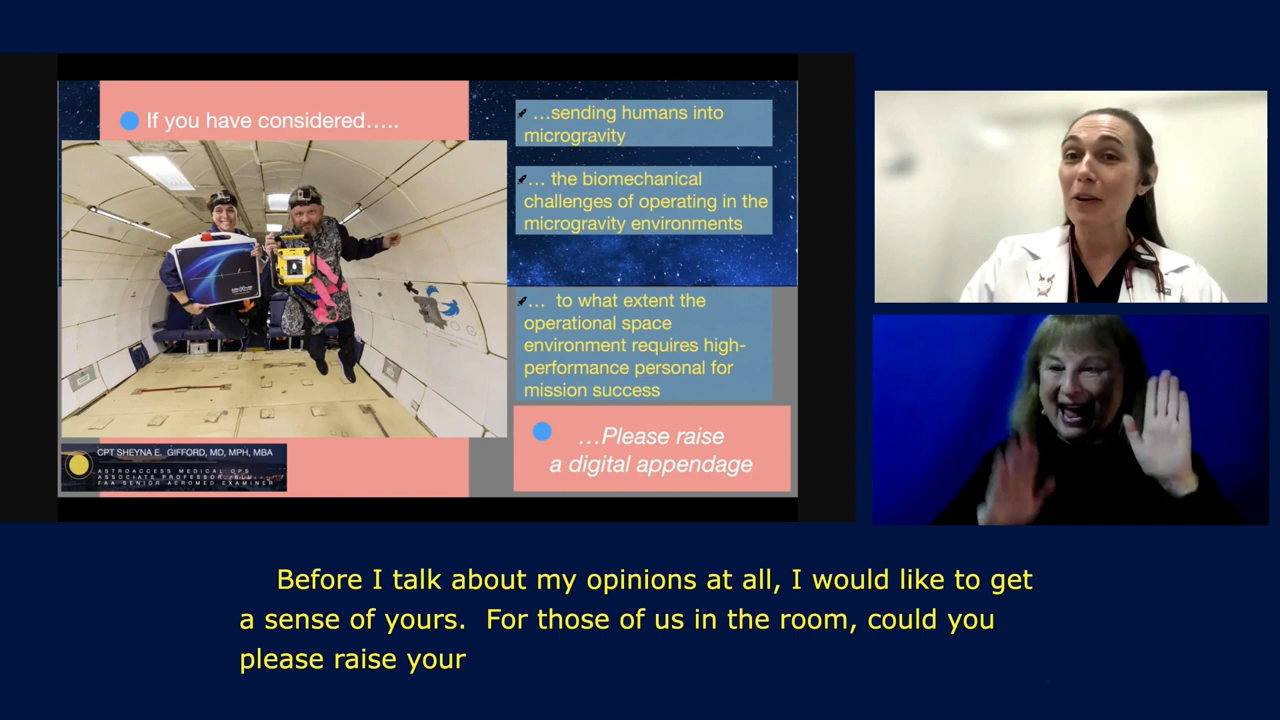 If you have considered…..
…sending humans into
microgravity
… the biomechanical
challenges of operating in the
microgravity environments
… to what extent the
operational space
environment requires high-
performance personal for
mission success
…Please raise
a digital appendage
CPT SHEYNA E. GIFFORD, MD, MPH, MBA
ASTROACCESS MEDICAL OPS
FAA SENIOR AEROMED EXAMINER
Before I talk about my opinions at all, I would like to get
a sense of yours.  For those of us in the room, could you
please raise your